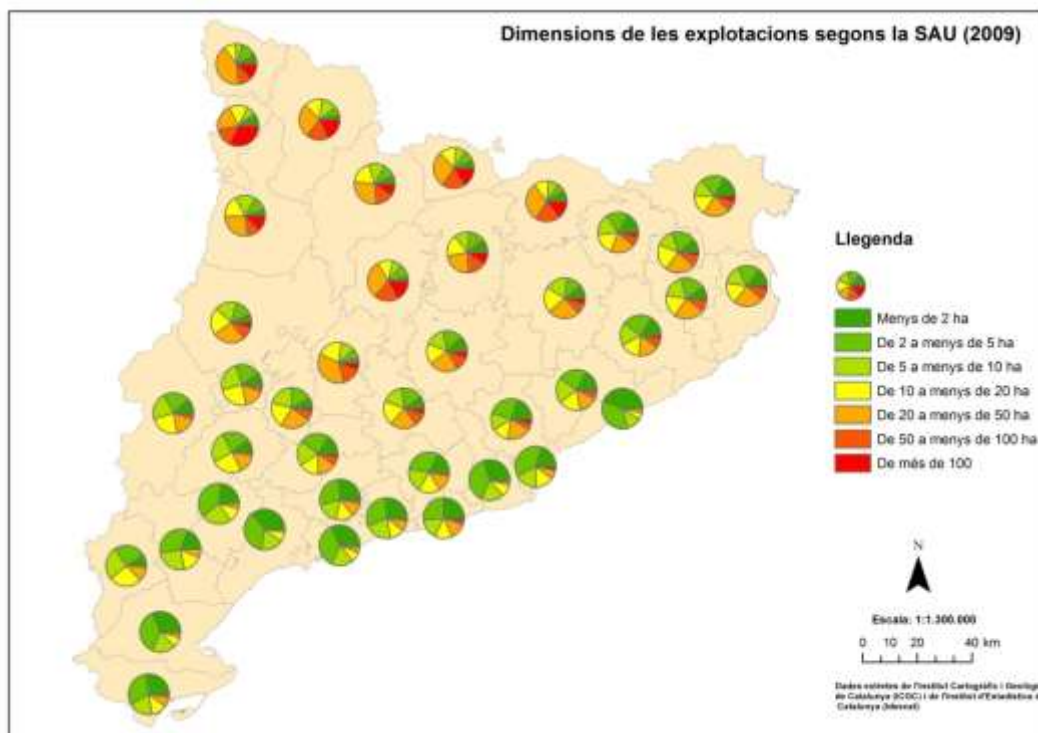 Dimensions de les explotacions segons la SAU (2009)
Llegenda
Menys de 2 ha
De 2 a menys de 5 ha
De 5 a menys de 10 ha
De 10 a menys de 20 ha
De 20 a menys de 50 ha
De 50 a menys de 100 ha
De més de 100
N
Escala: 1:1.300.000
0 10 20 40 km
Dades extretes de l'Institut Cartogràfic i Geològic
de Catalunya (ICGC) i de l'Institut d'Estadística de
Catalunya (Idescat)